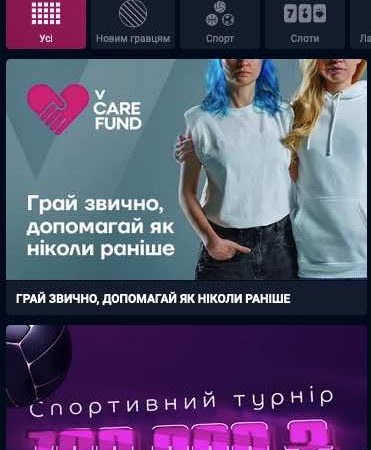 Усі
Новим гравцям
Спорт
Слоти
V
CARE
FUND
Грай звично,
допомагай як
ніколи раніше
ГРАЙ ЗВИЧНО, ДОПОМАГАЙ ЯК НІКОЛИ РАНІШЕ
Спортивний турнір